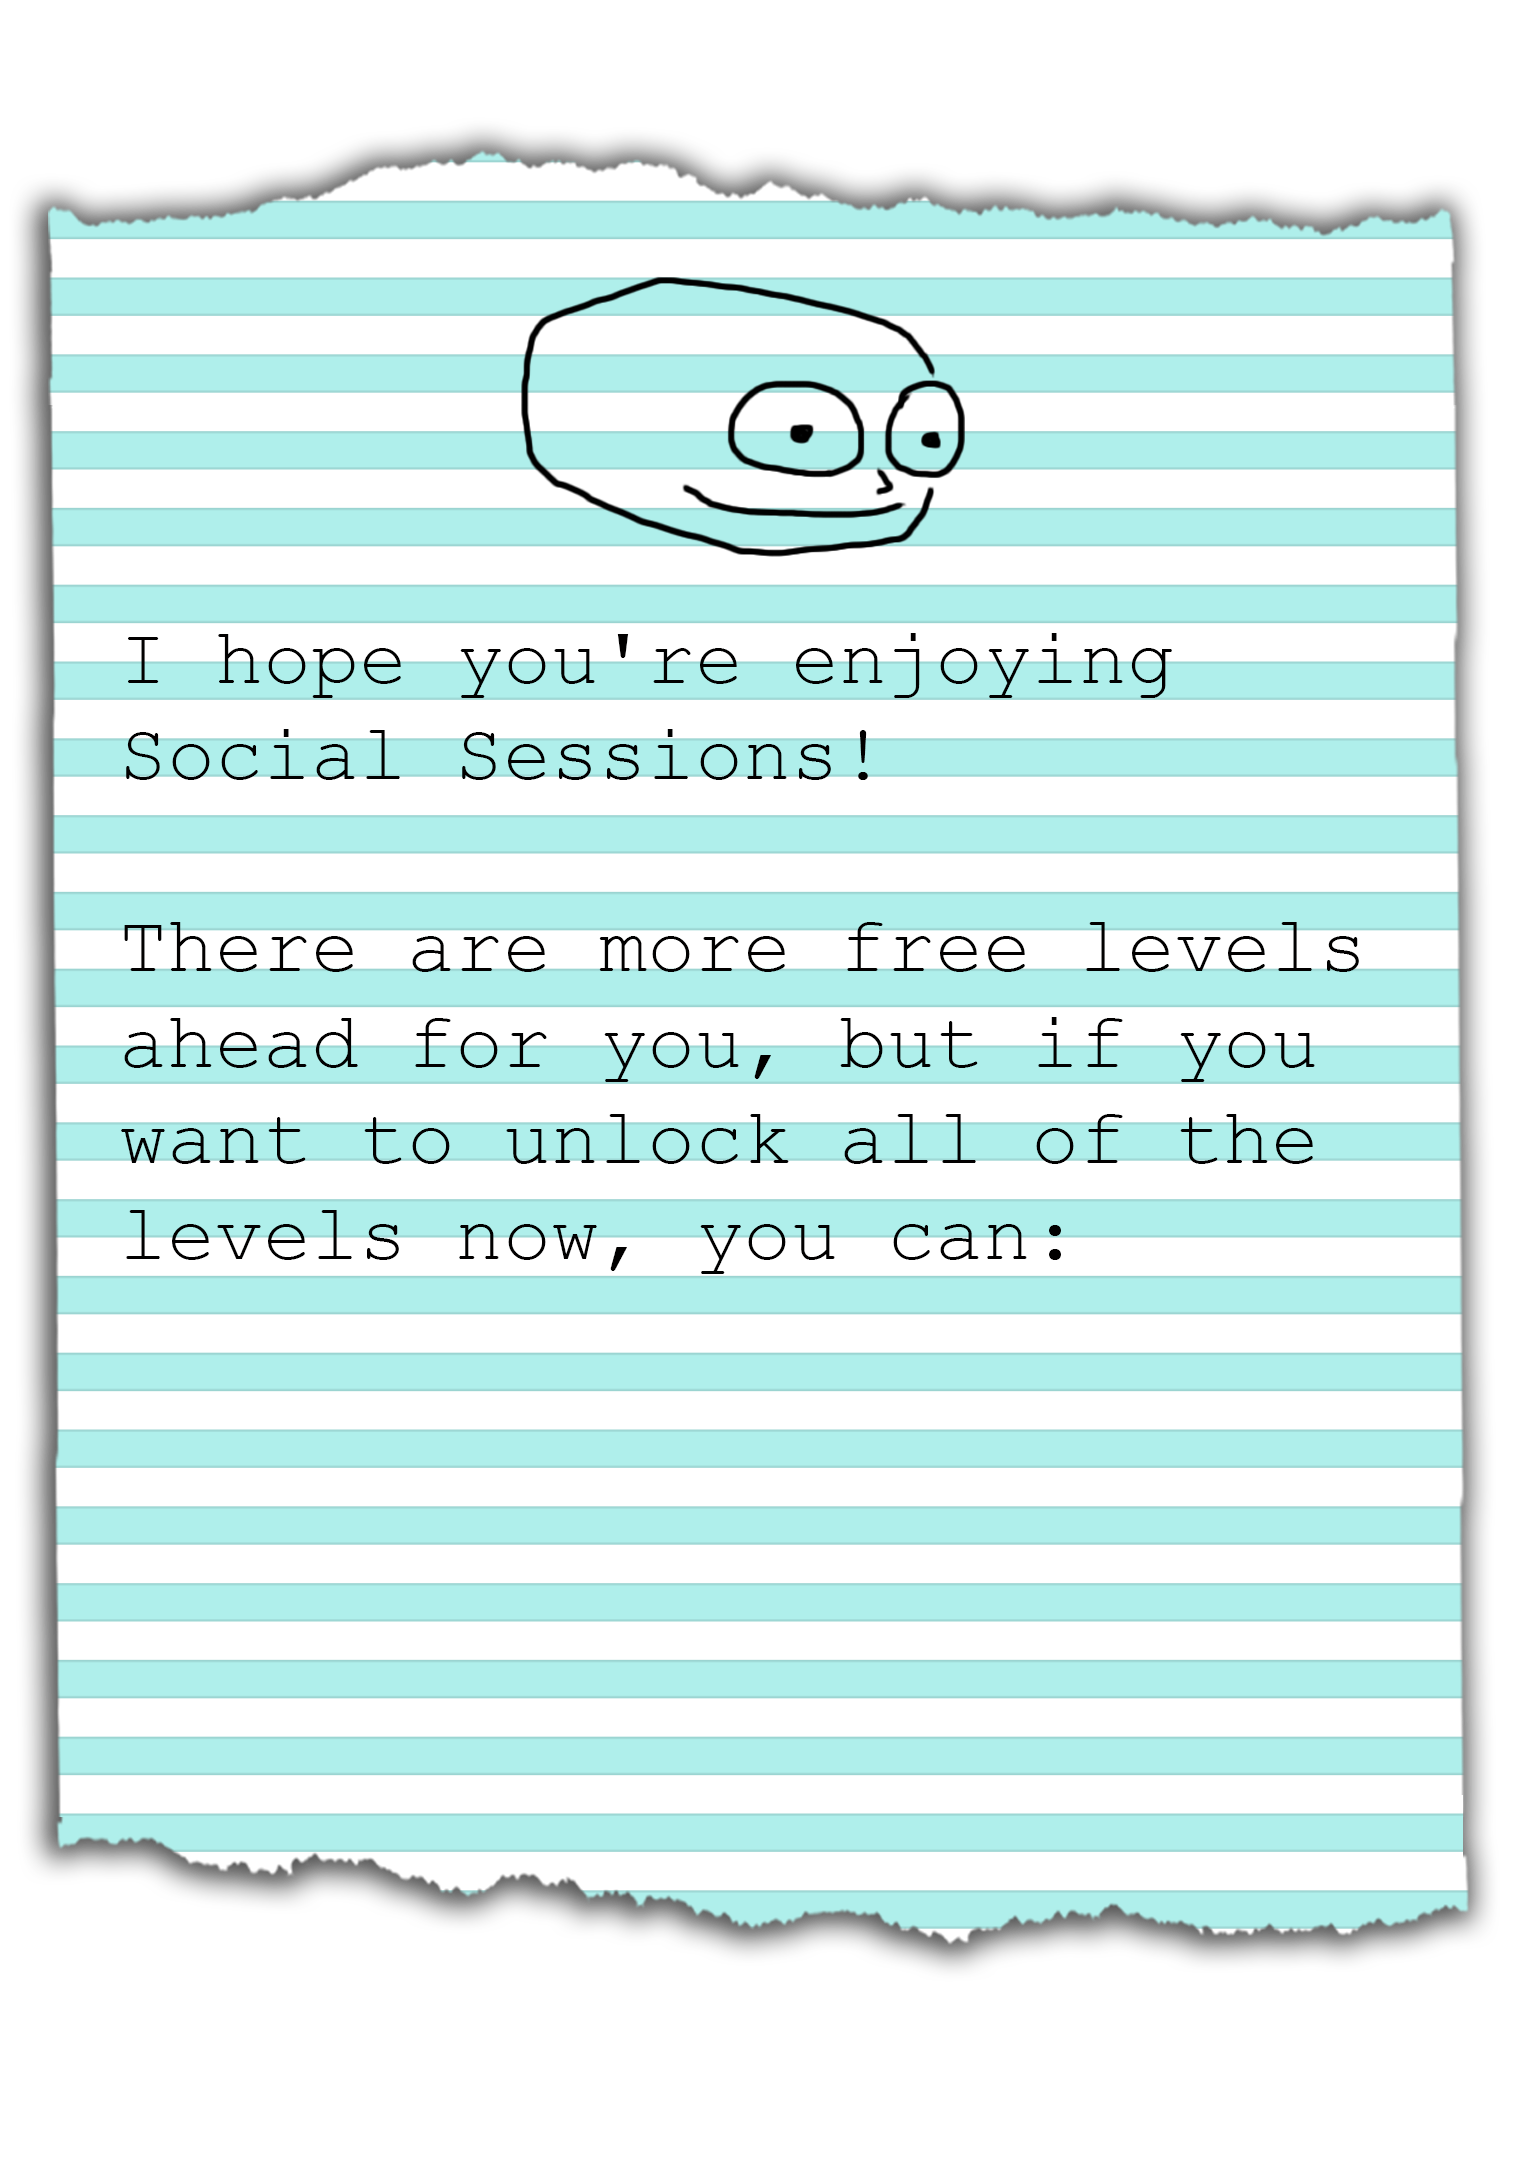 I hope you're enjoying
Social Sessions!
There are more free levels
ahead for you, but if you
want to unlock all of the
levels now, you can: